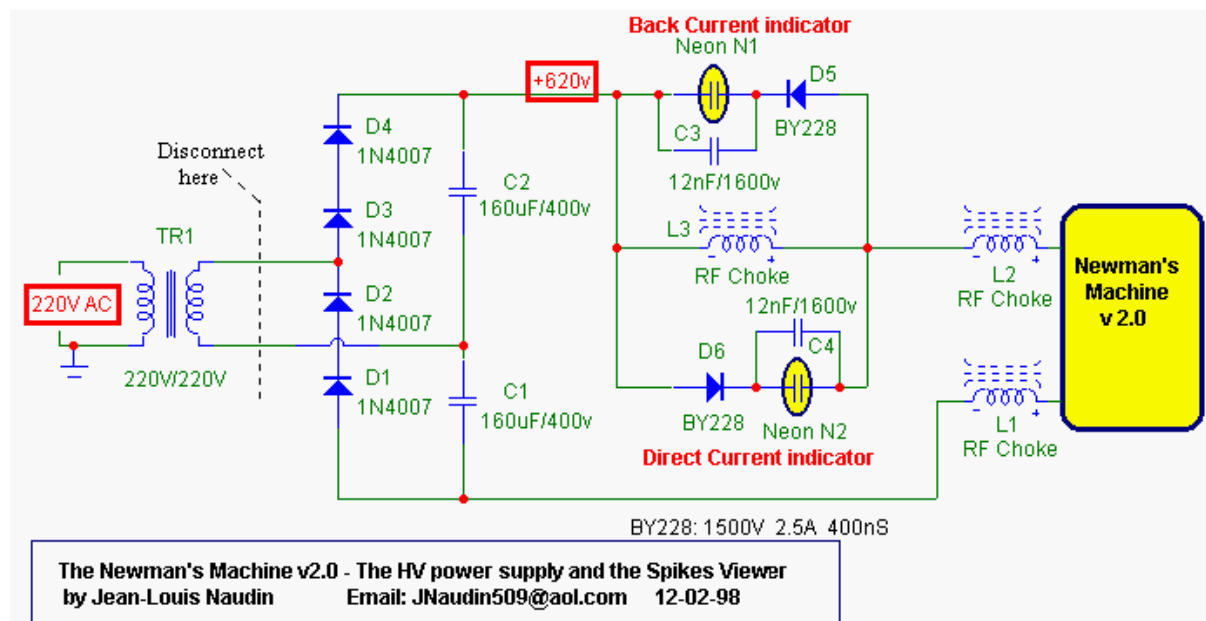 Back Current indicator
Neon N1
+620v
D5
BY228
C3
12nF/1600v
D4
1N4007
Disconnect
here
C2
160uF/400v
D3
1N4007
TR1
L3
RF Choke
L2
RF Choke
Newman's
Machine
v 2.0
220V AC
D2
1N4007
12nF/1600v
C4
D6
220V/220V
D1
1N4007
C1
160uF/400v
BY228
Neon N2
L1
RF Choke
Direct Current indicator
BY228: 1500V 2.5A 400nS
The Newman's Machine v2.0 - The HV power supply and the Spikes Viewer
by Jean-Louis Naudin Email: JNaudin509@aol.com 12-02-98